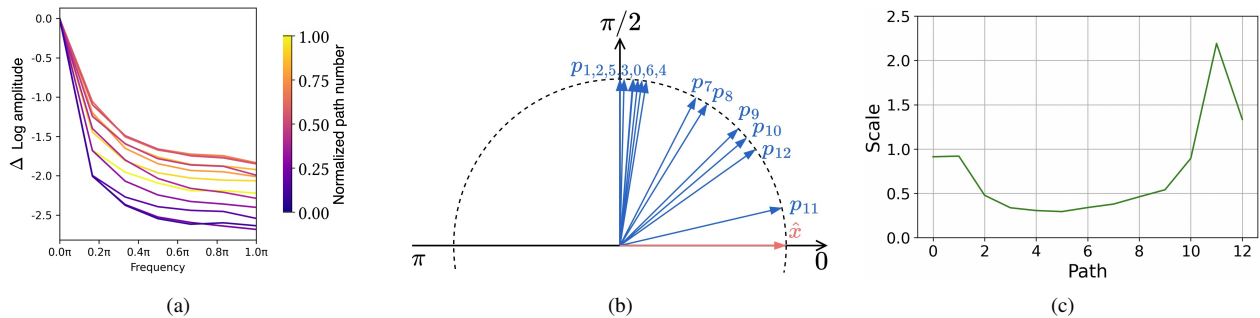 0.0
-0.5
-1.0
-1.5
-2.0
-2.5
Δ Log amplitude
0.0π 0.2π 0.4π 0.6π 0.8π 1.0π
Frequency
1.00
0.75
0.50
0.25
0.00
Normalized path number
(a)
π/2
p1,2,5,3,0,6,4
p7
p8
p9
p10
p12
p11
x̂
π
0
(b)
2.5
2.0
1.5
1.0
0.5
0.0
Scale
0 2 4 6 8 10 12
Path
(c)